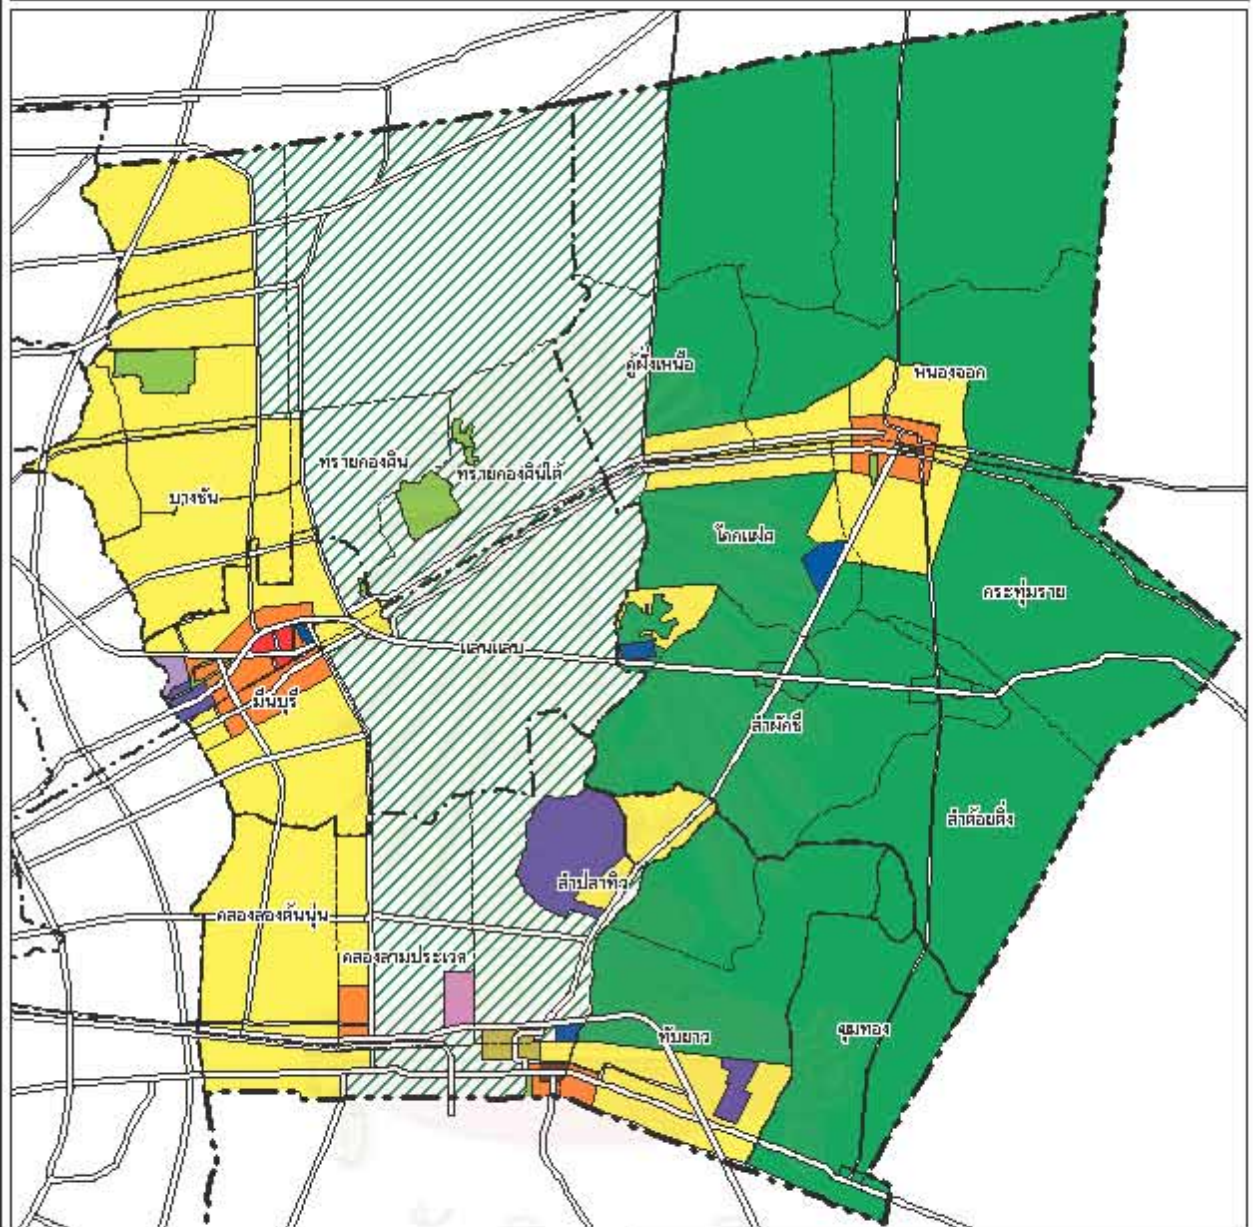 คู้ฝั่งเหนือ
หนองจอก
ทรายกองดิน
ทรายกองดินใต้
บางชัน
โคกแฝด
กระทุ่มราย
แสนแสบ
มีนบุรี
ลำผักชี
ลำต้อยติ่ง
ลำปลาทิว
คลองสองต้นนุ่น
คลองสามประเวศ
ทับยาว
ขุมทอง